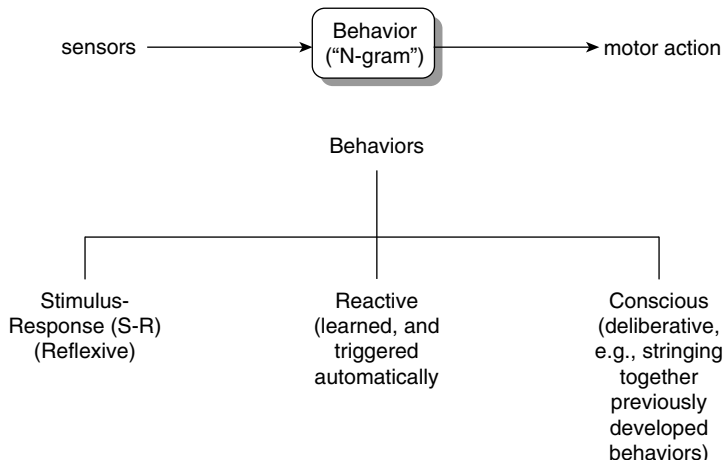 sensors
Behavior
(“N-gram”)
motor action
Behaviors
Stimulus-
Response (S-R)
(Reflexive)
Reactive
(learned, and
triggered
automatically
Conscious
(deliberative,
e.g., stringing
together
previously
developed
behaviors)